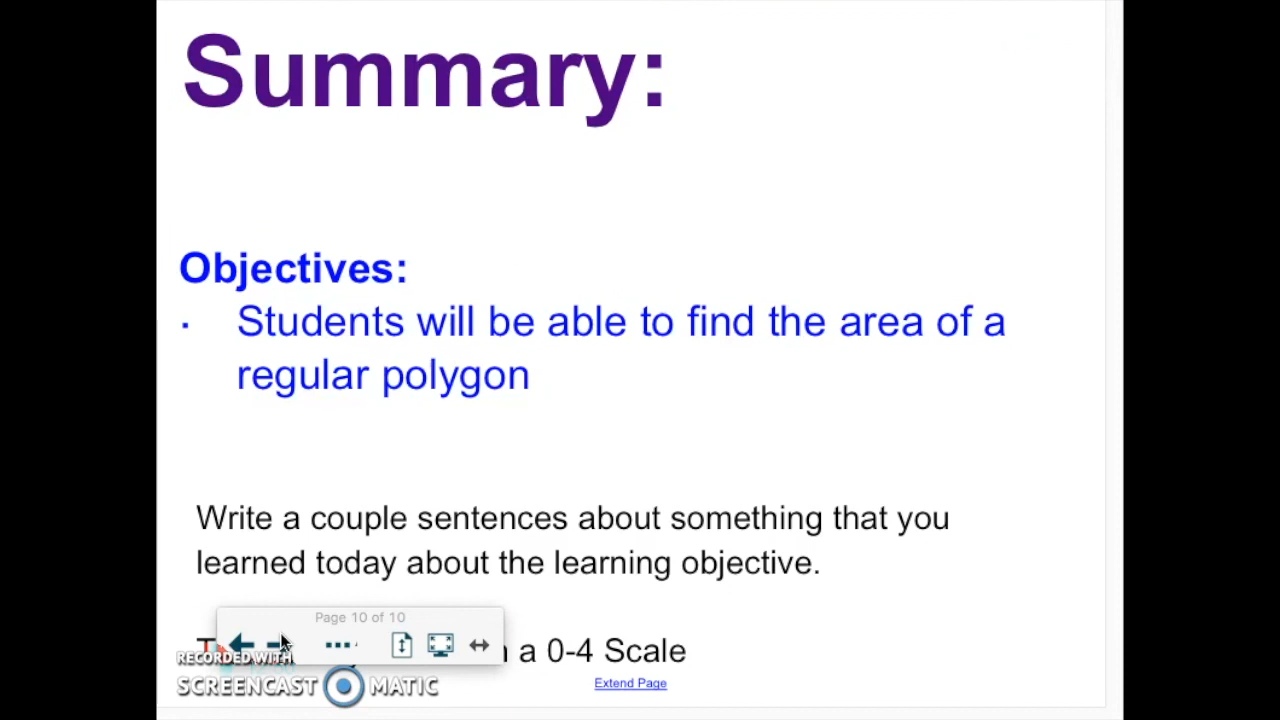 Summary:
Objectives:
· Students will be able to find the area of a
regular polygon
Write a couple sentences about something that you
learned today about the learning objective.
Page 10 of 10
a 0-4 Scale
RECORDED WITH
SCREENCAST MATIC
Extend Page